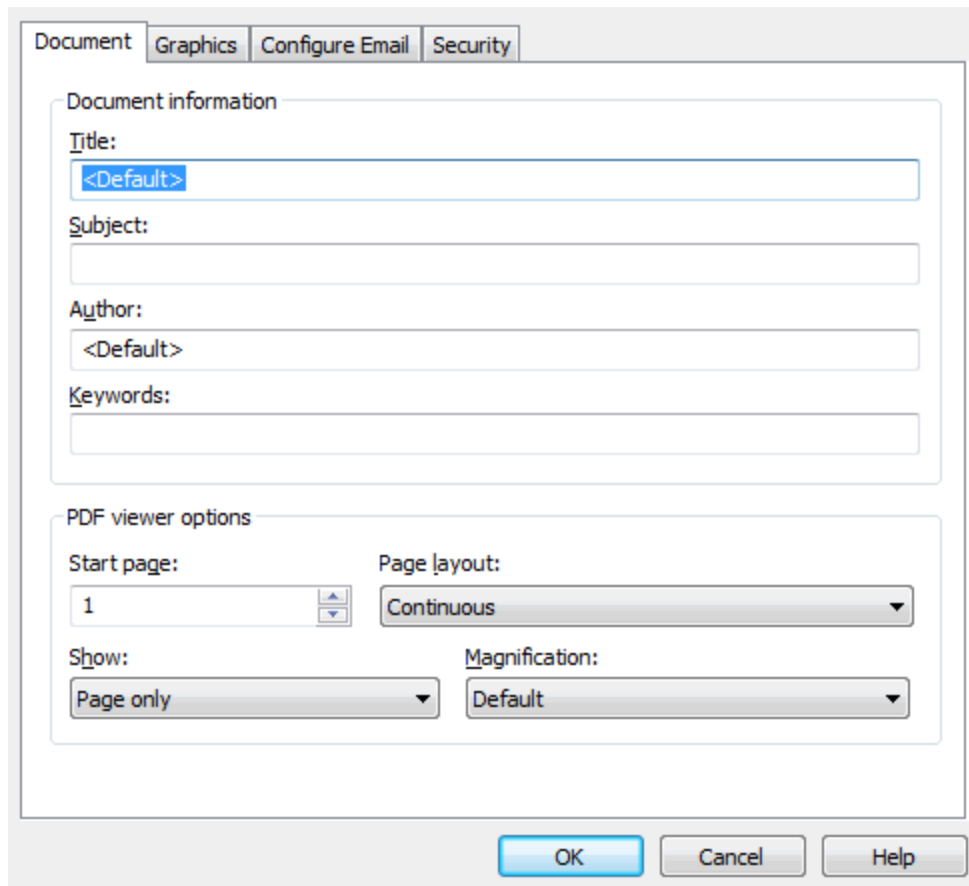 Document Graphics Configure Email Security
Document information
Title:
<Default>
Subject:
Author:
<Default>
Keywords:
PDF viewer options
Start page: Page layout:
1 Continuous
Show: Magnification:
Page only Default
OK Cancel Help